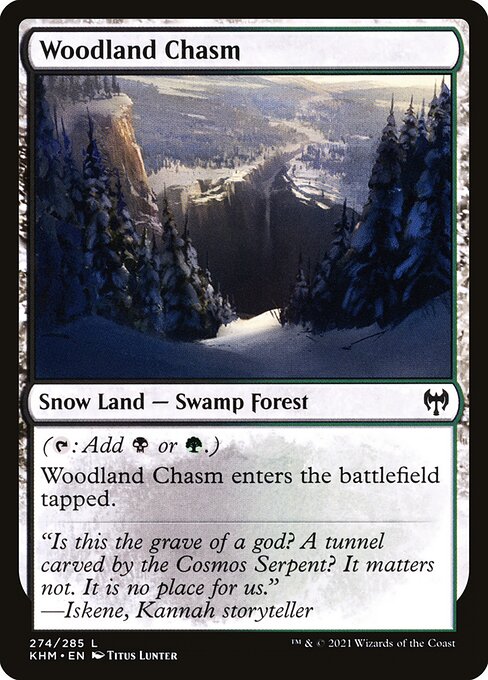 Woodland Chasm
Snow Land — Swamp Forest
(: Add or .)
Woodland Chasm enters the battlefield
tapped.
“Is this the grave of a god? A tunnel
carved by the Cosmos Serpent? It matters
not. It is no place for us.”
—Iskene, Kannah storyteller
274/285 L
KHM • EN Titus Lunter
™ & © 2021 Wizards of the Coast